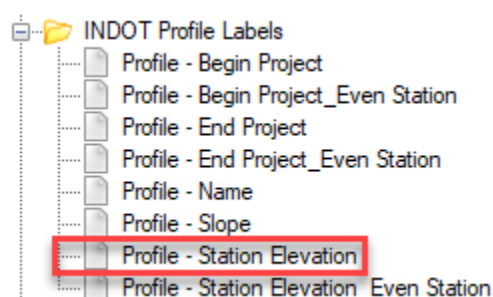 INDOT Profile Labels
Profile - Begin Project
Profile - Begin Project_Even Station
Profile - End Project
Profile - End Project_Even Station
Profile - Name
Profile - Slope
Profile - Station Elevation
Profile - Station Elevation_Even Station